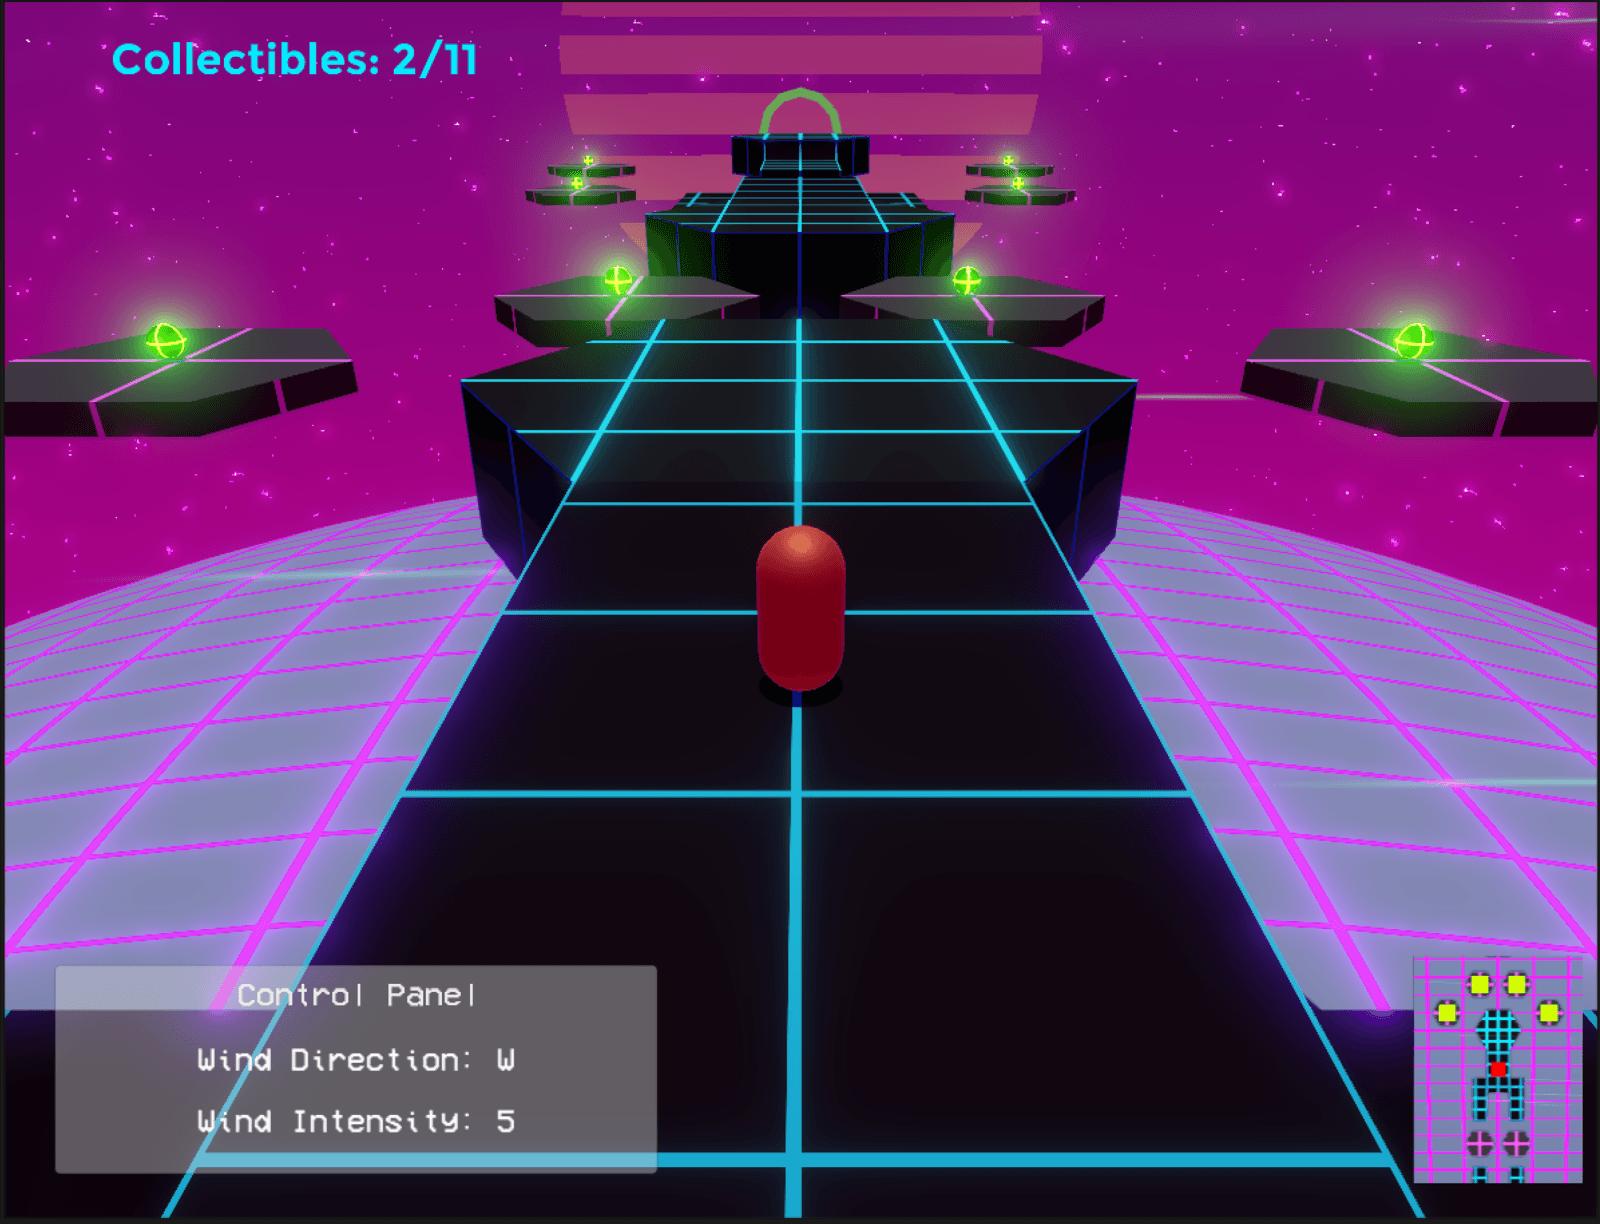 Collectibles: 2/11
Control Panel
Wind Direction: W
Wind Intensity: 5